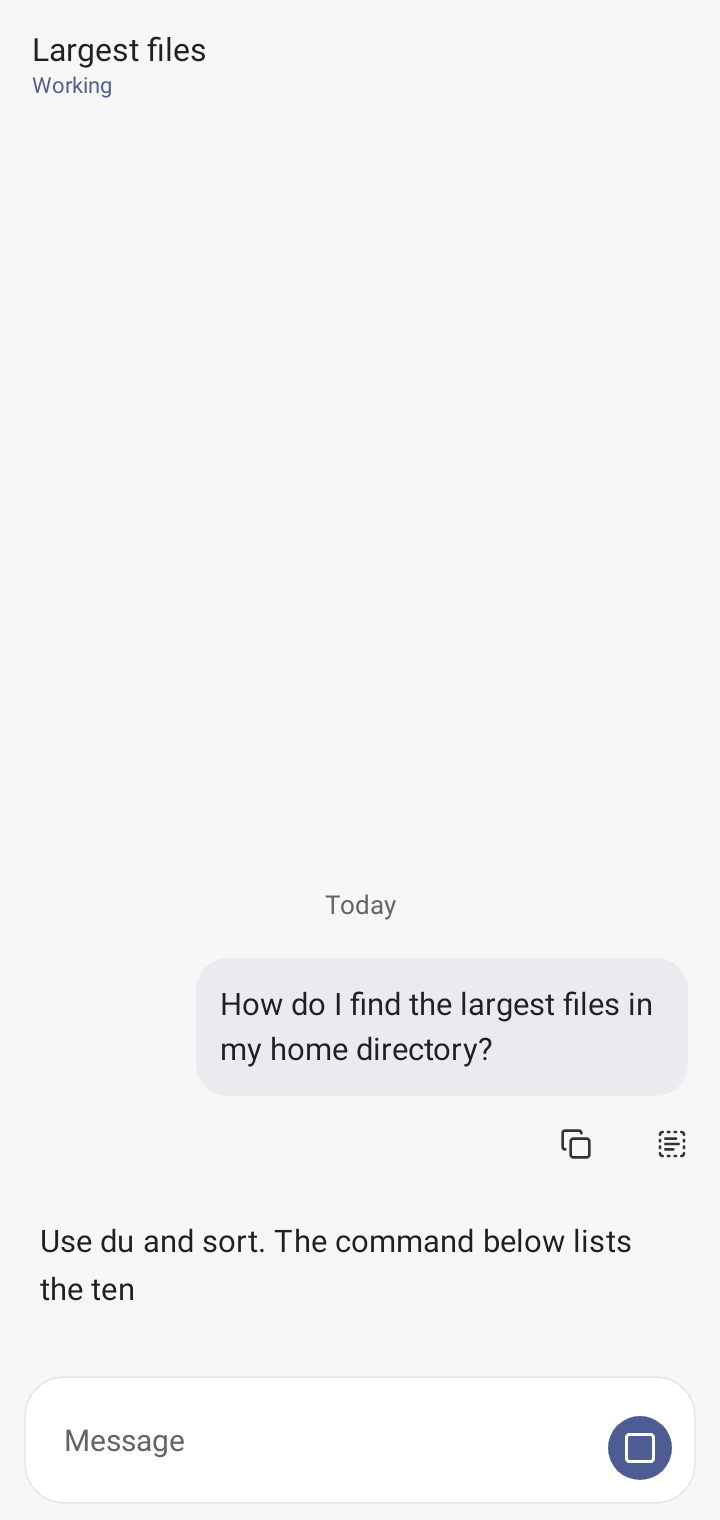 Largest files
Working
Today
How do I find the largest files in
my home directory?
Use du and sort. The command below lists
the ten
Message